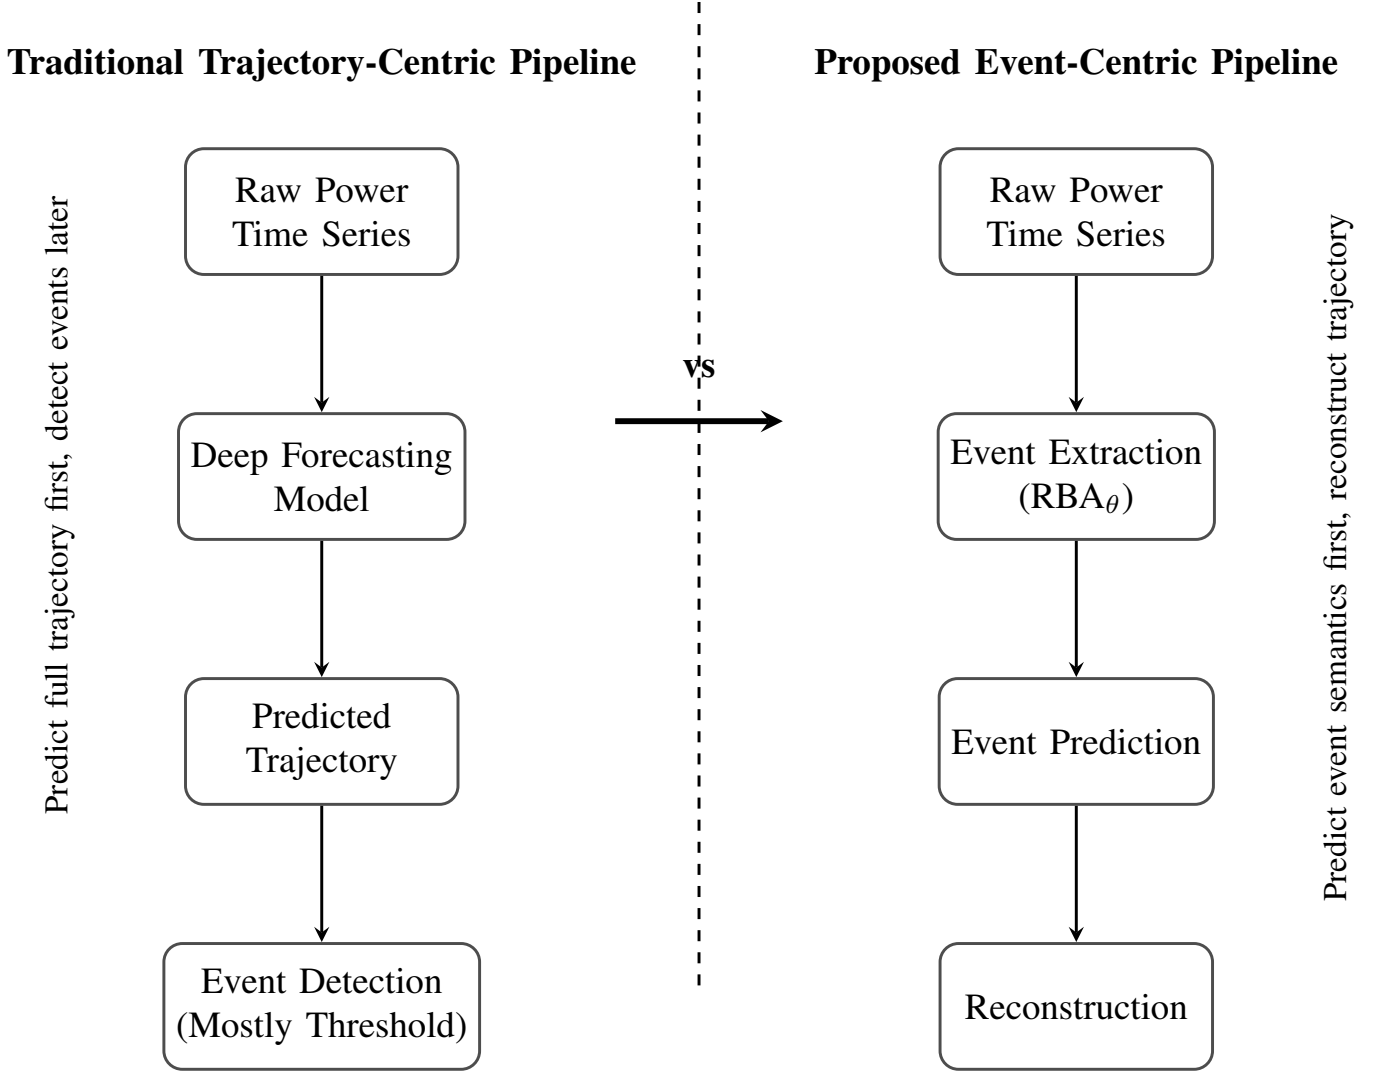 Traditional Trajectory-Centric Pipeline
Predict full trajectory first, detect events later
Raw Power
Time Series
Deep Forecasting
Model
Predicted
Trajectory
Event Detection
(Mostly Threshold)
vs
Proposed Event-Centric Pipeline
Raw Power
Time Series
Event Extraction
(RBA_θ)
Event Prediction
Reconstruction
Predict event semantics first, reconstruct trajectory